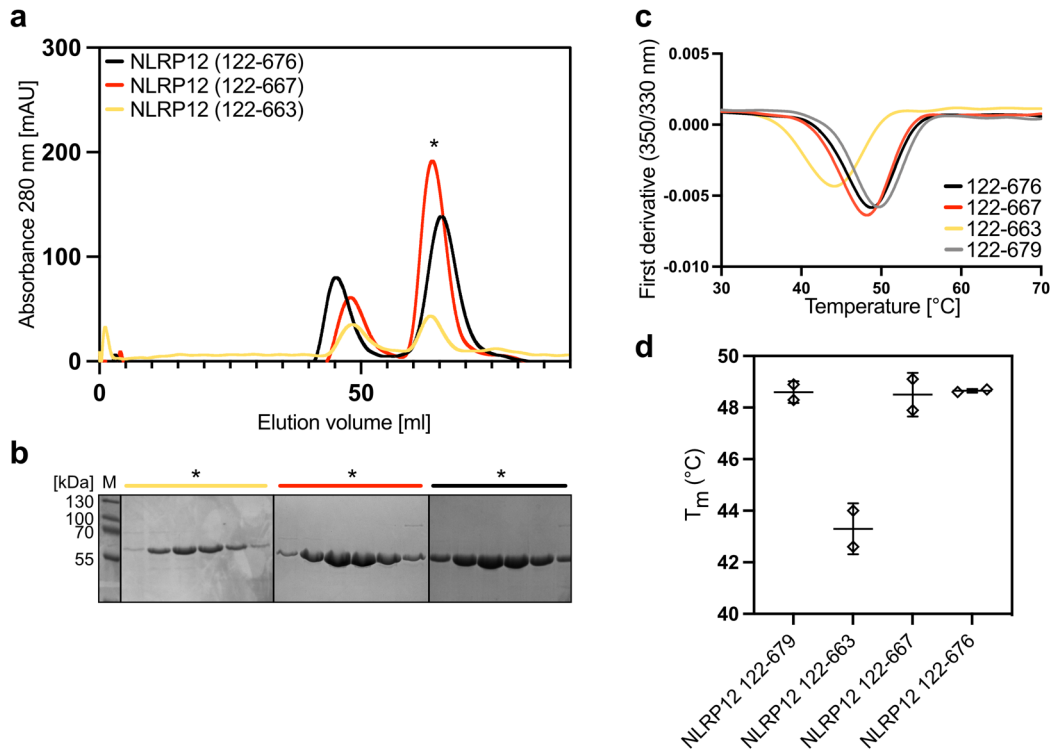 a
300
200
100
0
Absorbance 280 nm [mAU]
NLRP12 (122-676)
NLRP12 (122-667)
NLRP12 (122-663)
*
0
50
Elution volume [ml]
b
[kDa] M
*
*
*
130
100
70
55
c
0.005
0.000
-0.005
-0.010
First derivative (350/330 nm)
122-676
122-667
122-663
122-679
30
40
50
60
70
Temperature [°C]
d
50
48
46
44
42
40
Tm (°C)
NLRP12 122-679
NLRP12 122-663
NLRP12 122-667
NLRP12 122-676